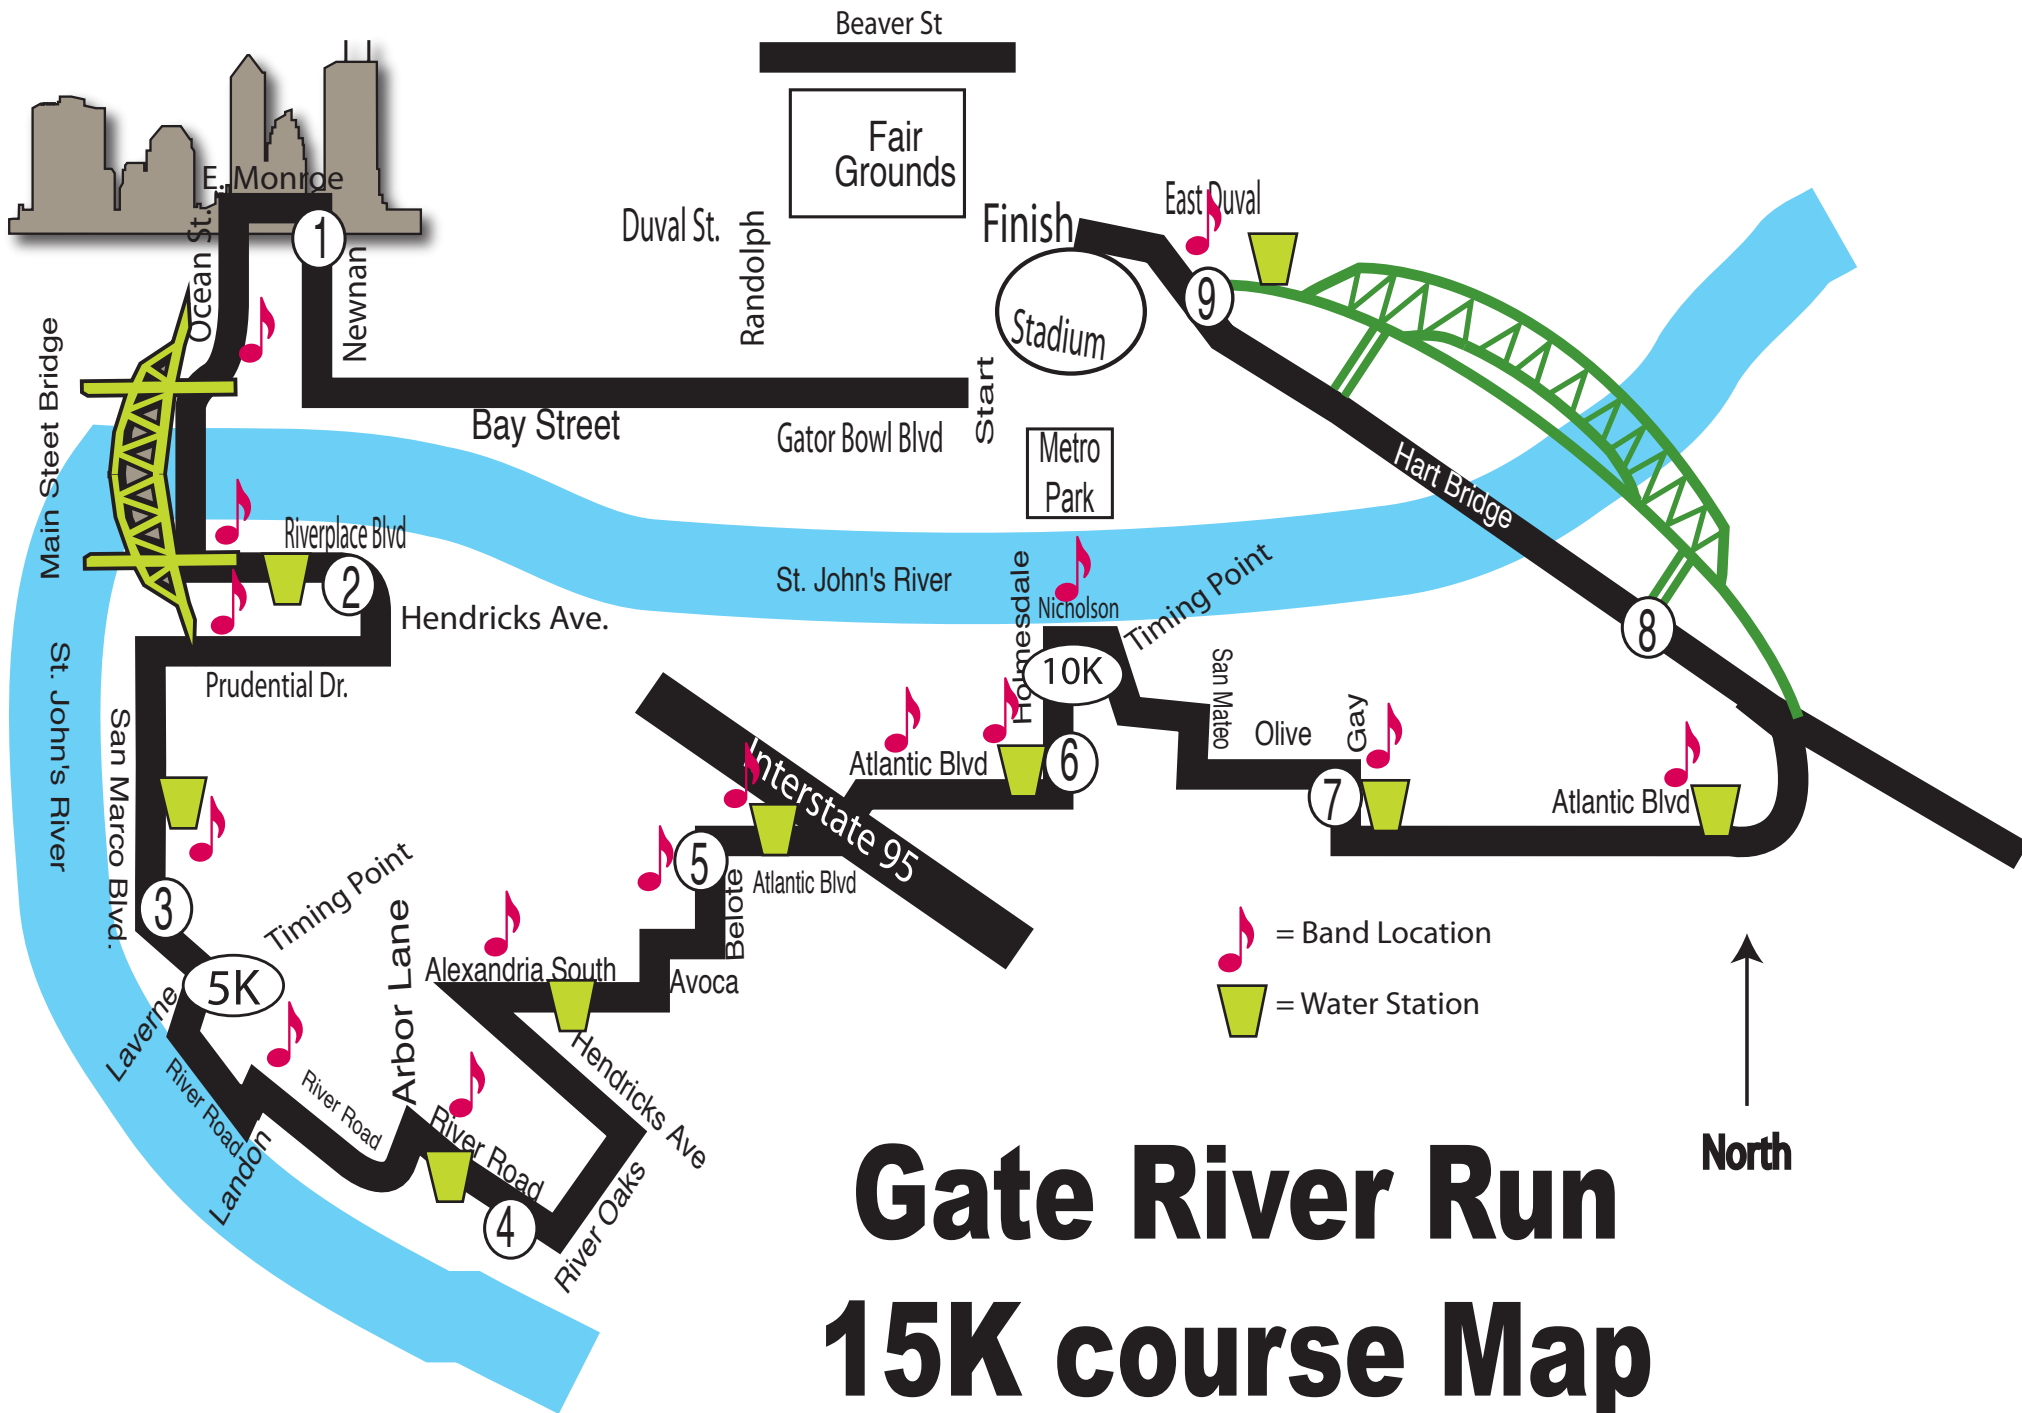 Beaver St
Fair
Grounds
E. Monroe
East Duval
Duval St.
Randolph
Finish
Ocean St.
1
Newnan
Stadium
9
Main Steet Bridge
Start
Bay Street
Gator Bowl Blvd
Metro
Park
Hart Bridge
Riverplace Blvd
2
St. John's River
Holmesdale
Nicholson
Timing Point
Hendricks Ave.
8
St. John's River
Prudential Dr.
10K
San Mateo
San Marco Blvd.
Olive
Gay
Interstate 95
Atlantic Blvd
6
7
Atlantic Blvd
5
Atlantic Blvd
Belote
3
Timing Point
Arbor Lane
Alexandria South
Avoca
5K
= Band Location
= Water Station
Laverne
River Road
River Road
Hendricks Ave
Landon
River Road
4
River Oaks
North
Gate River Run
15K course Map